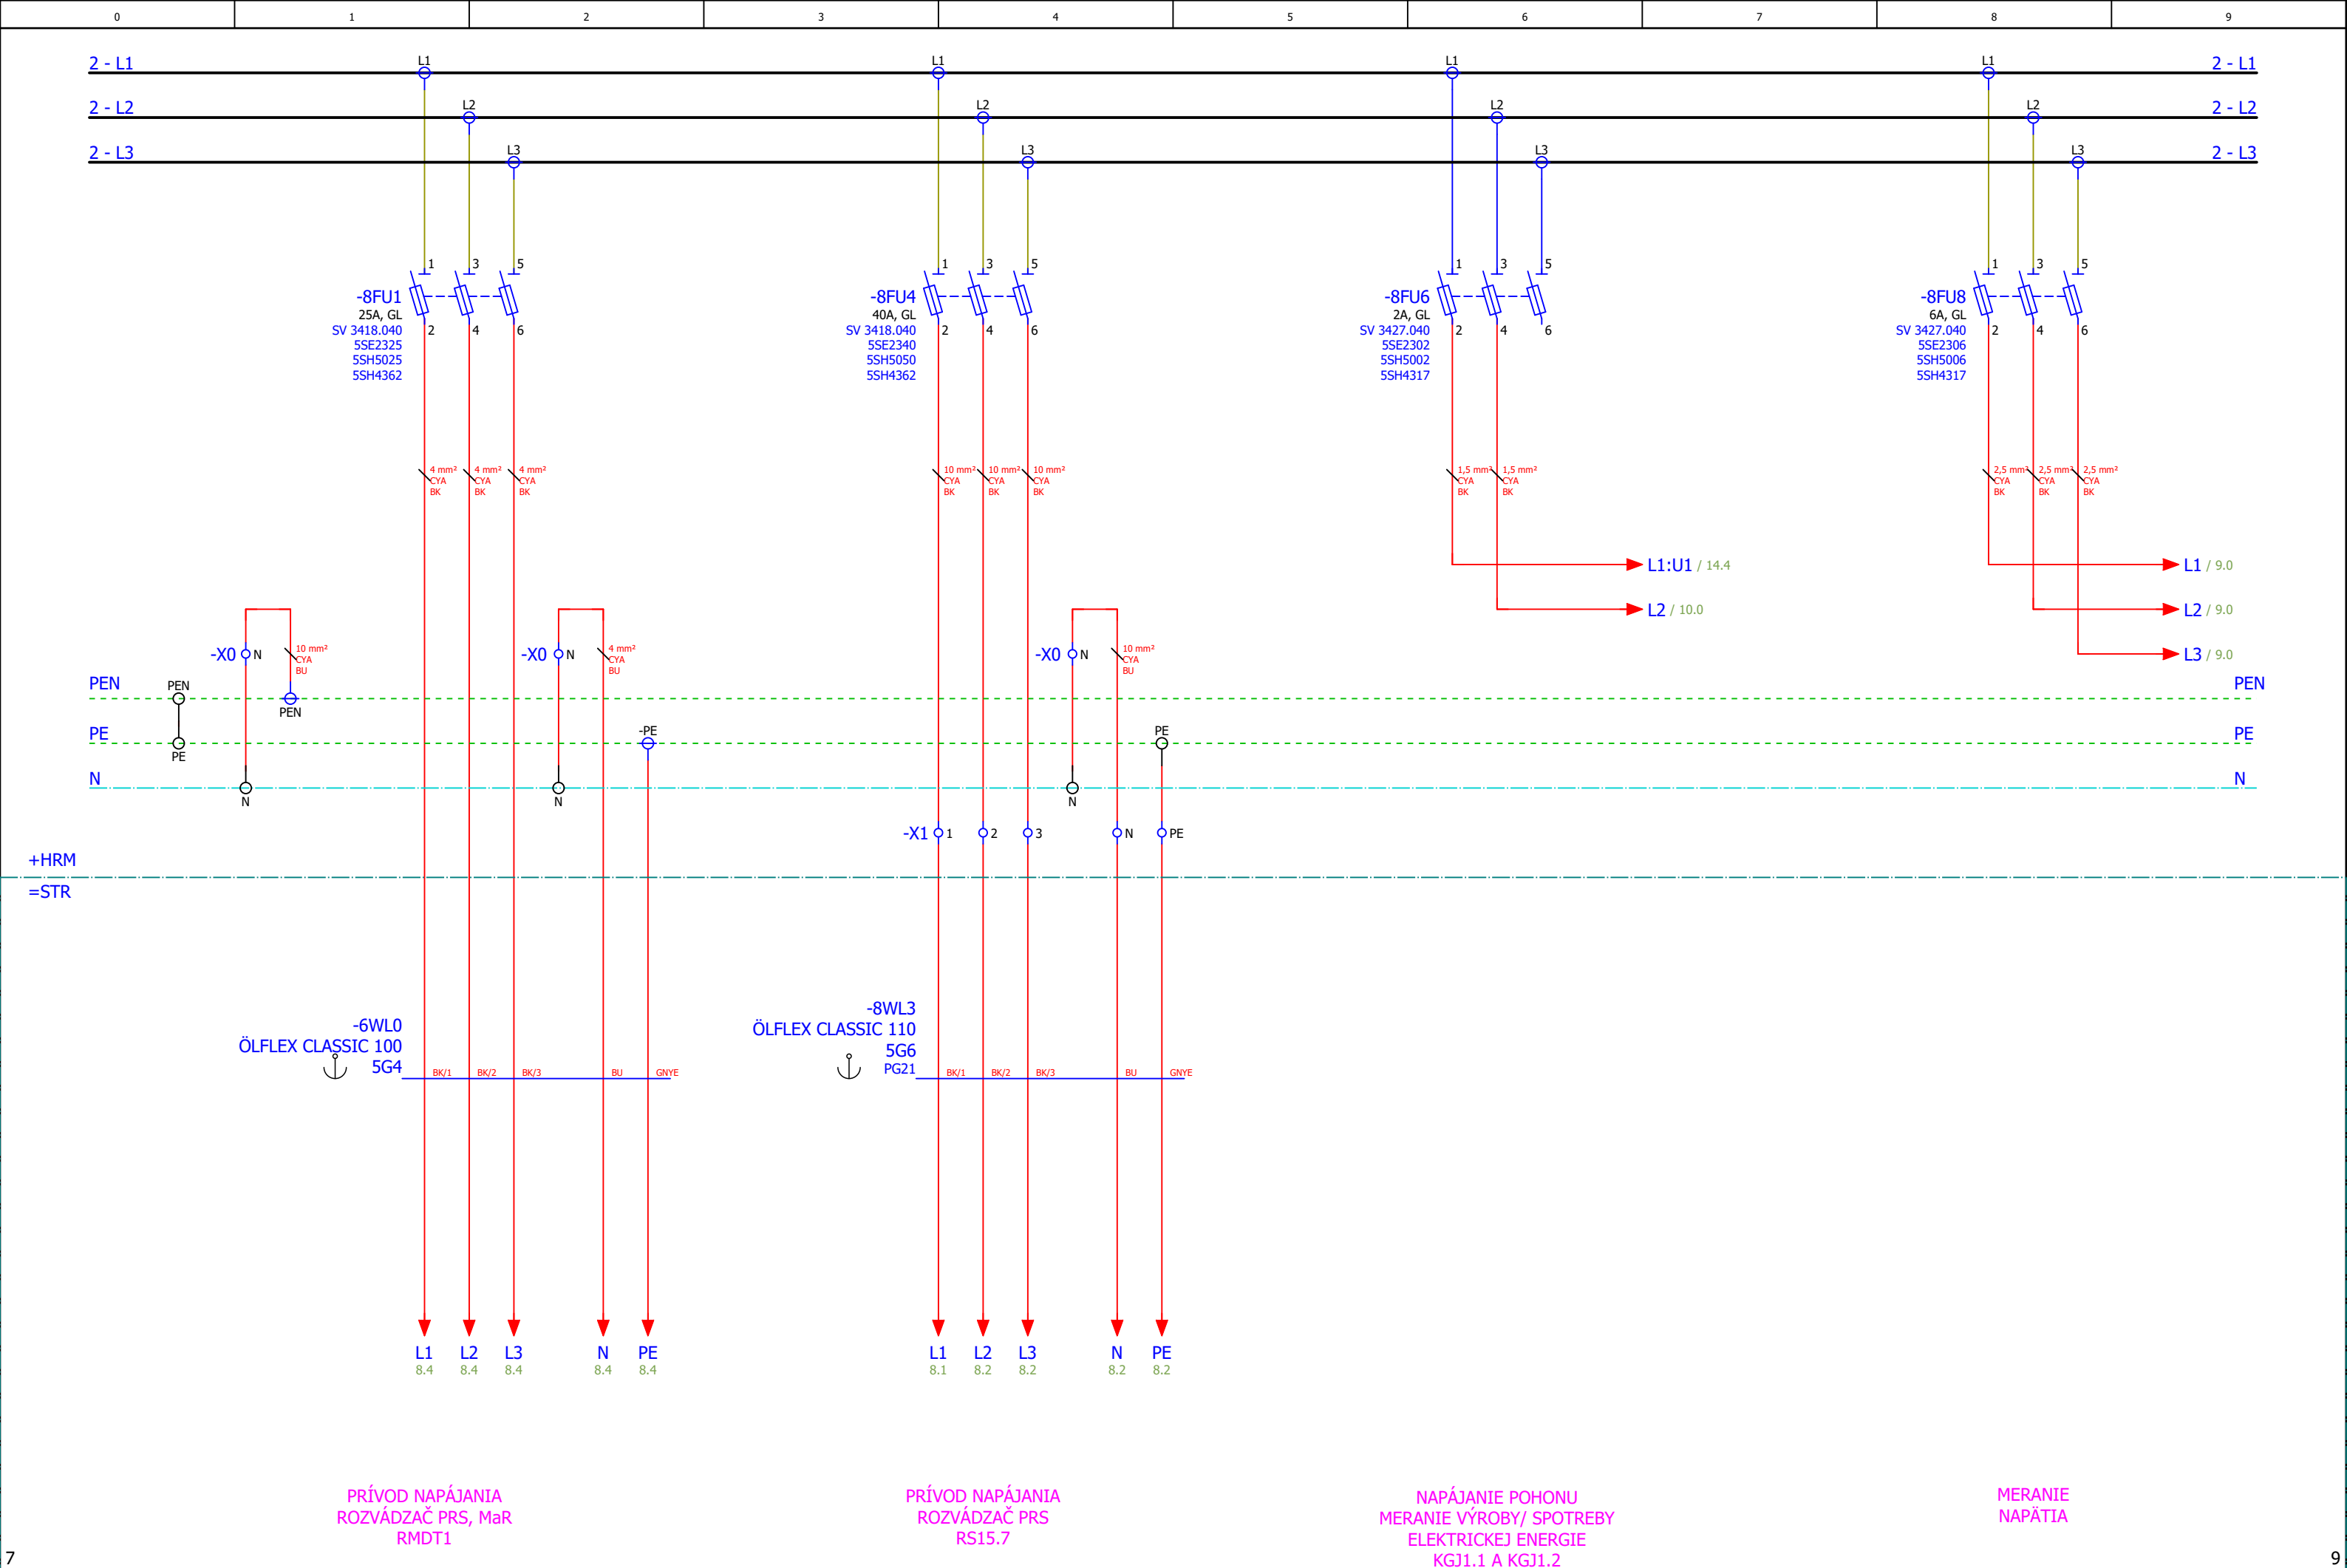 0 1 2 3 4 5 6 7 8 9
L1 L1 L1 L1
2 - L1 2 - L1
L2 L2 L2 L2
2 - L2 2 - L2
L3 L3 L3 L3
2 - L3 2 - L3
1 3 5 1 3 5 1 3 5 1 3 5
-8FU1
25A, GL
SV 3418.040
5SE2325
5SH5025
5SH4362
2 4 6
-8FU4
40A, GL
SV 3418.040
5SE2340
5SH5050
5SH4362
2 4 6
-8FU6
2A, GL
SV 3427.040
5SE2302
5SH5002
5SH4317
2 4 6
-8FU8
6A, GL
SV 3427.040
5SE2306
5SH5006
5SH4317
2 4 6
4 mm² 4 mm² 4 mm² 10 mm² 10 mm² 10 mm² 1,5 mm² 1,5 mm² 2,5 mm² 2,5 mm² 2,5 mm²
CYA CYA CYA CYA CYA CYA CYA CYA CYA CYA CYA
BK BK BK BK BK BK BK BK BK BK BK
L1:U1 / 14.4 L1 / 9.0
L2 / 10.0 L2 / 9.0
L3 / 9.0
-X0 N
10 mm²
CYA
BU
-X0 N
4 mm²
CYA
BU
-X0 N
10 mm²
CYA
BU
PEN PEN PEN
PEN
PE -PE PE PE
PE
N N
N N N
-X1 1 2 3 N PE
+HRM
=STR
-6WL0
ÖLFLEX CLASSIC 100
5G4
BK/1 BK/2 BK/3 BU GNYE
-8WL3
ÖLFLEX CLASSIC 110
5G6
PG21
BK/1 BK/2 BK/3 BU GNYE
L1 L2 L3 N PE L1 L2 L3 N PE
8.4 8.4 8.4 8.4 8.4 8.1 8.2 8.2 8.2 8.2
PRÍVOD NAPÁJANIA
ROZVÁDZAČ PRS, MaR
RMDT1
PRÍVOD NAPÁJANIA
ROZVÁDZAČ PRS
RS15.7
NAPÁJANIE POHONU
MERANIE VÝROBY/ SPOTREBY
ELEKTRICKEJ ENERGIE
KGJ1.1 A KGJ1.2
MERANIE
NAPÄTIA
7 9